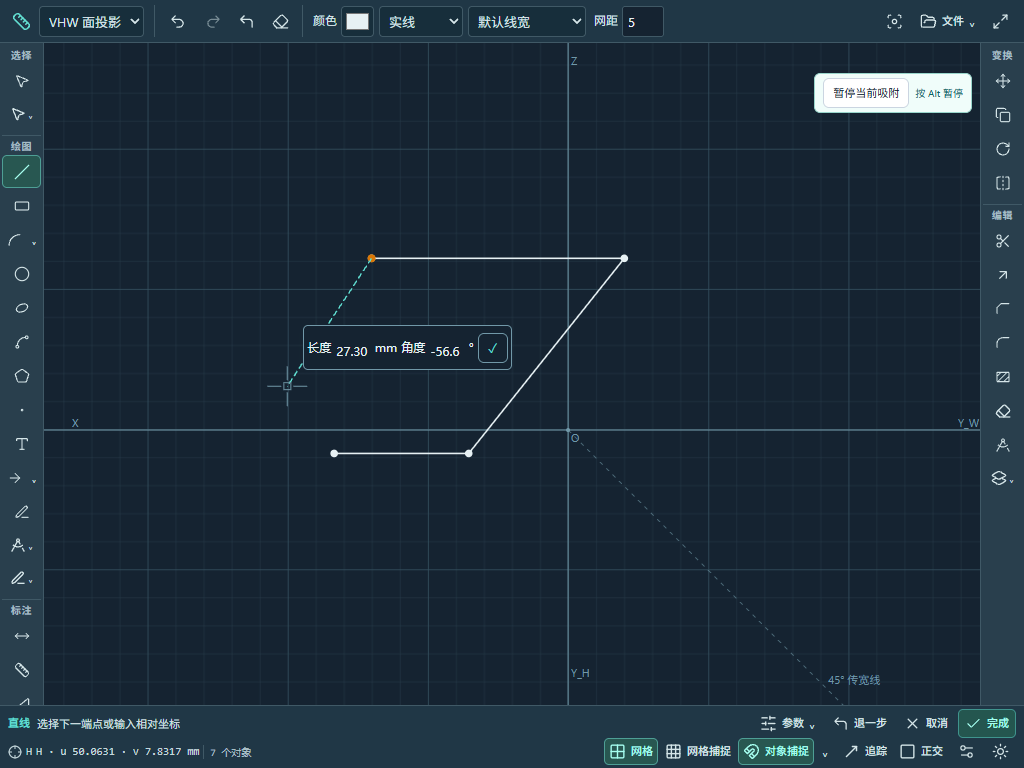 VHW 面投影 颜色 实线 默认线宽 网距 5 文件
选择
变换
Z
暂停当前吸附 按 Alt 暂停
绘图
编辑
长度 27.30 mm 角度 -56.6 °
X
Y_W
O
标注
Y_H
45° 传宽线
直线 选择下一端点或输入相对坐标 参数 退一步 取消 完成
H H · u 50.0631 · v 7.8317 mm 7 个对象 网格 网格捕捉 对象捕捉 追踪 正交